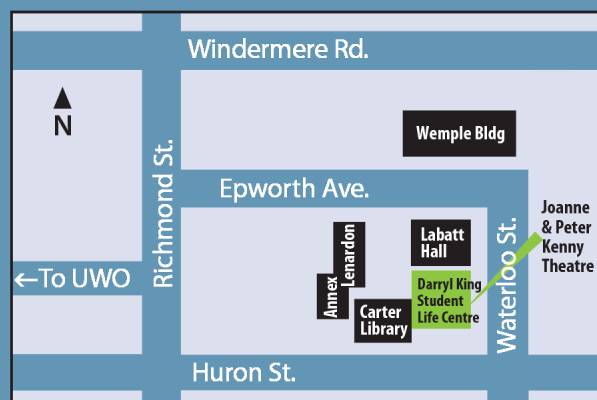 Windermere Rd.
N
Wemple Bldg
Richmond St.
Epworth Ave.
Joanne
& Peter
Kenny
Theatre
Waterloo St.
Labatt
Hall
Lenardon
Annex
←To UWO
Darryl King
Student
Life Centre
Carter
Library
Huron St.